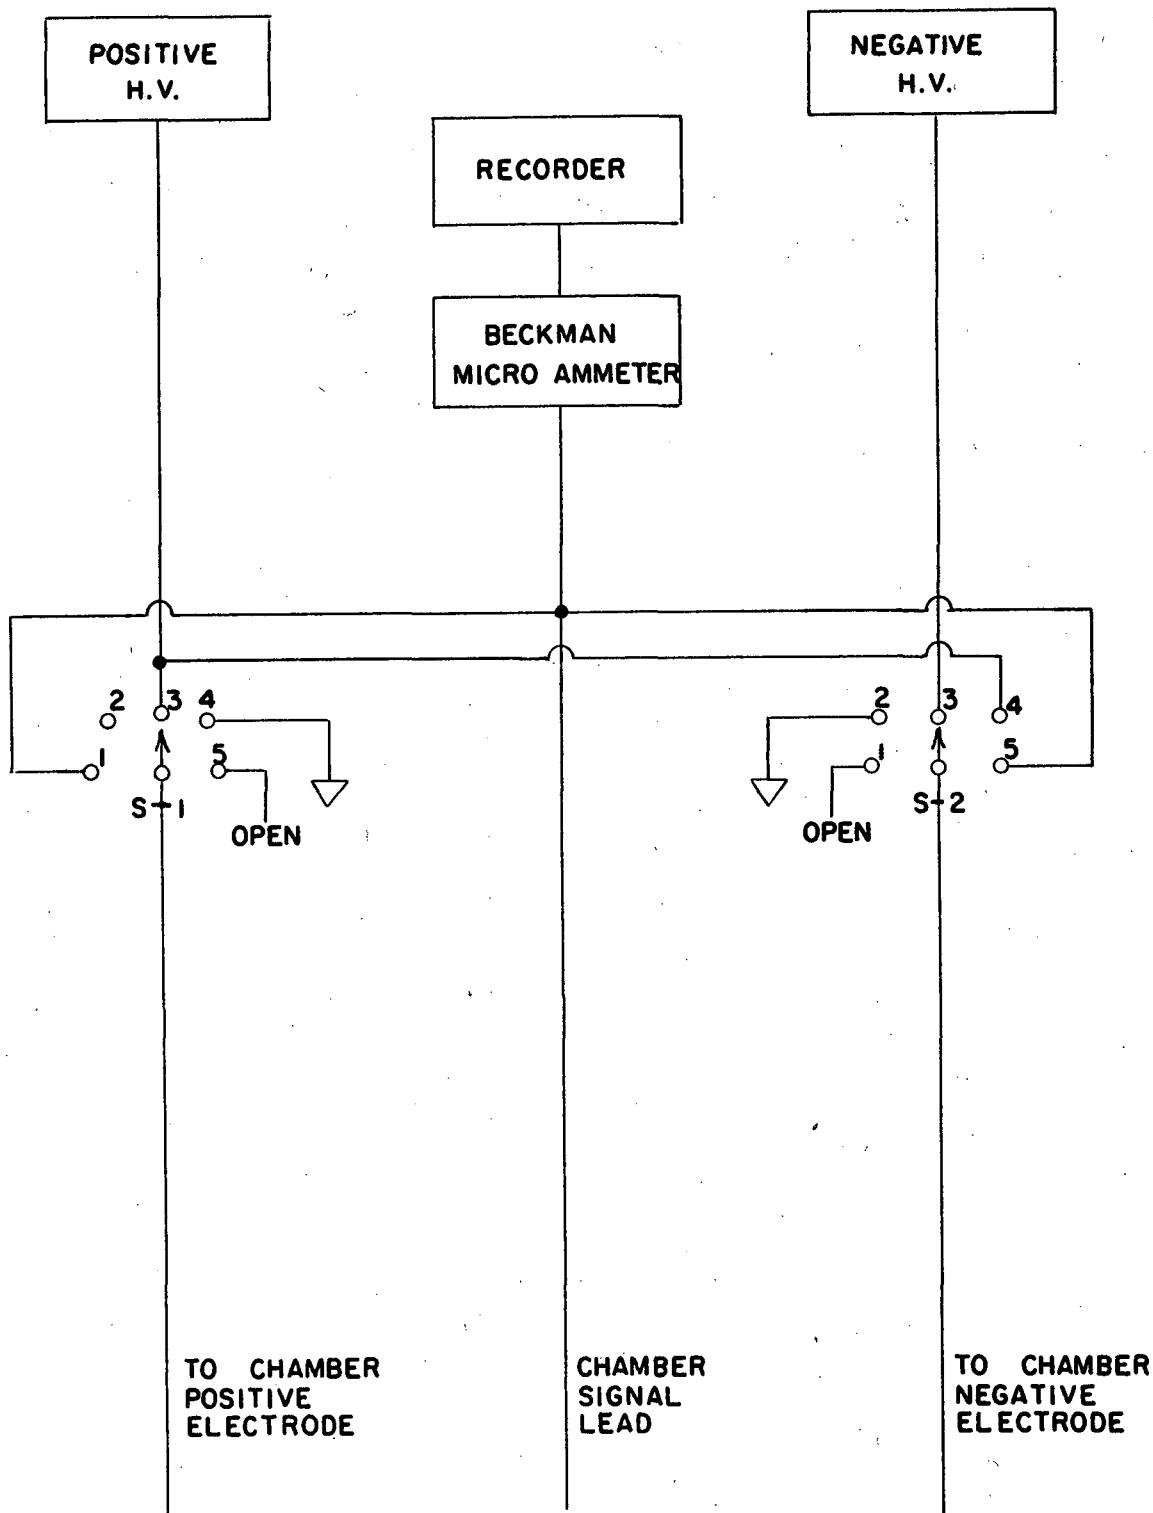 POSITIVE
H.V.
NEGATIVE
H.V.
RECORDER
BECKMAN
MICRO AMMETER
2 3 4
1 5
S-1
OPEN
2 3 4
1 5
S-2
OPEN
TO CHAMBER
POSITIVE
ELECTRODE
CHAMBER
SIGNAL
LEAD
TO CHAMBER
NEGATIVE
ELECTRODE